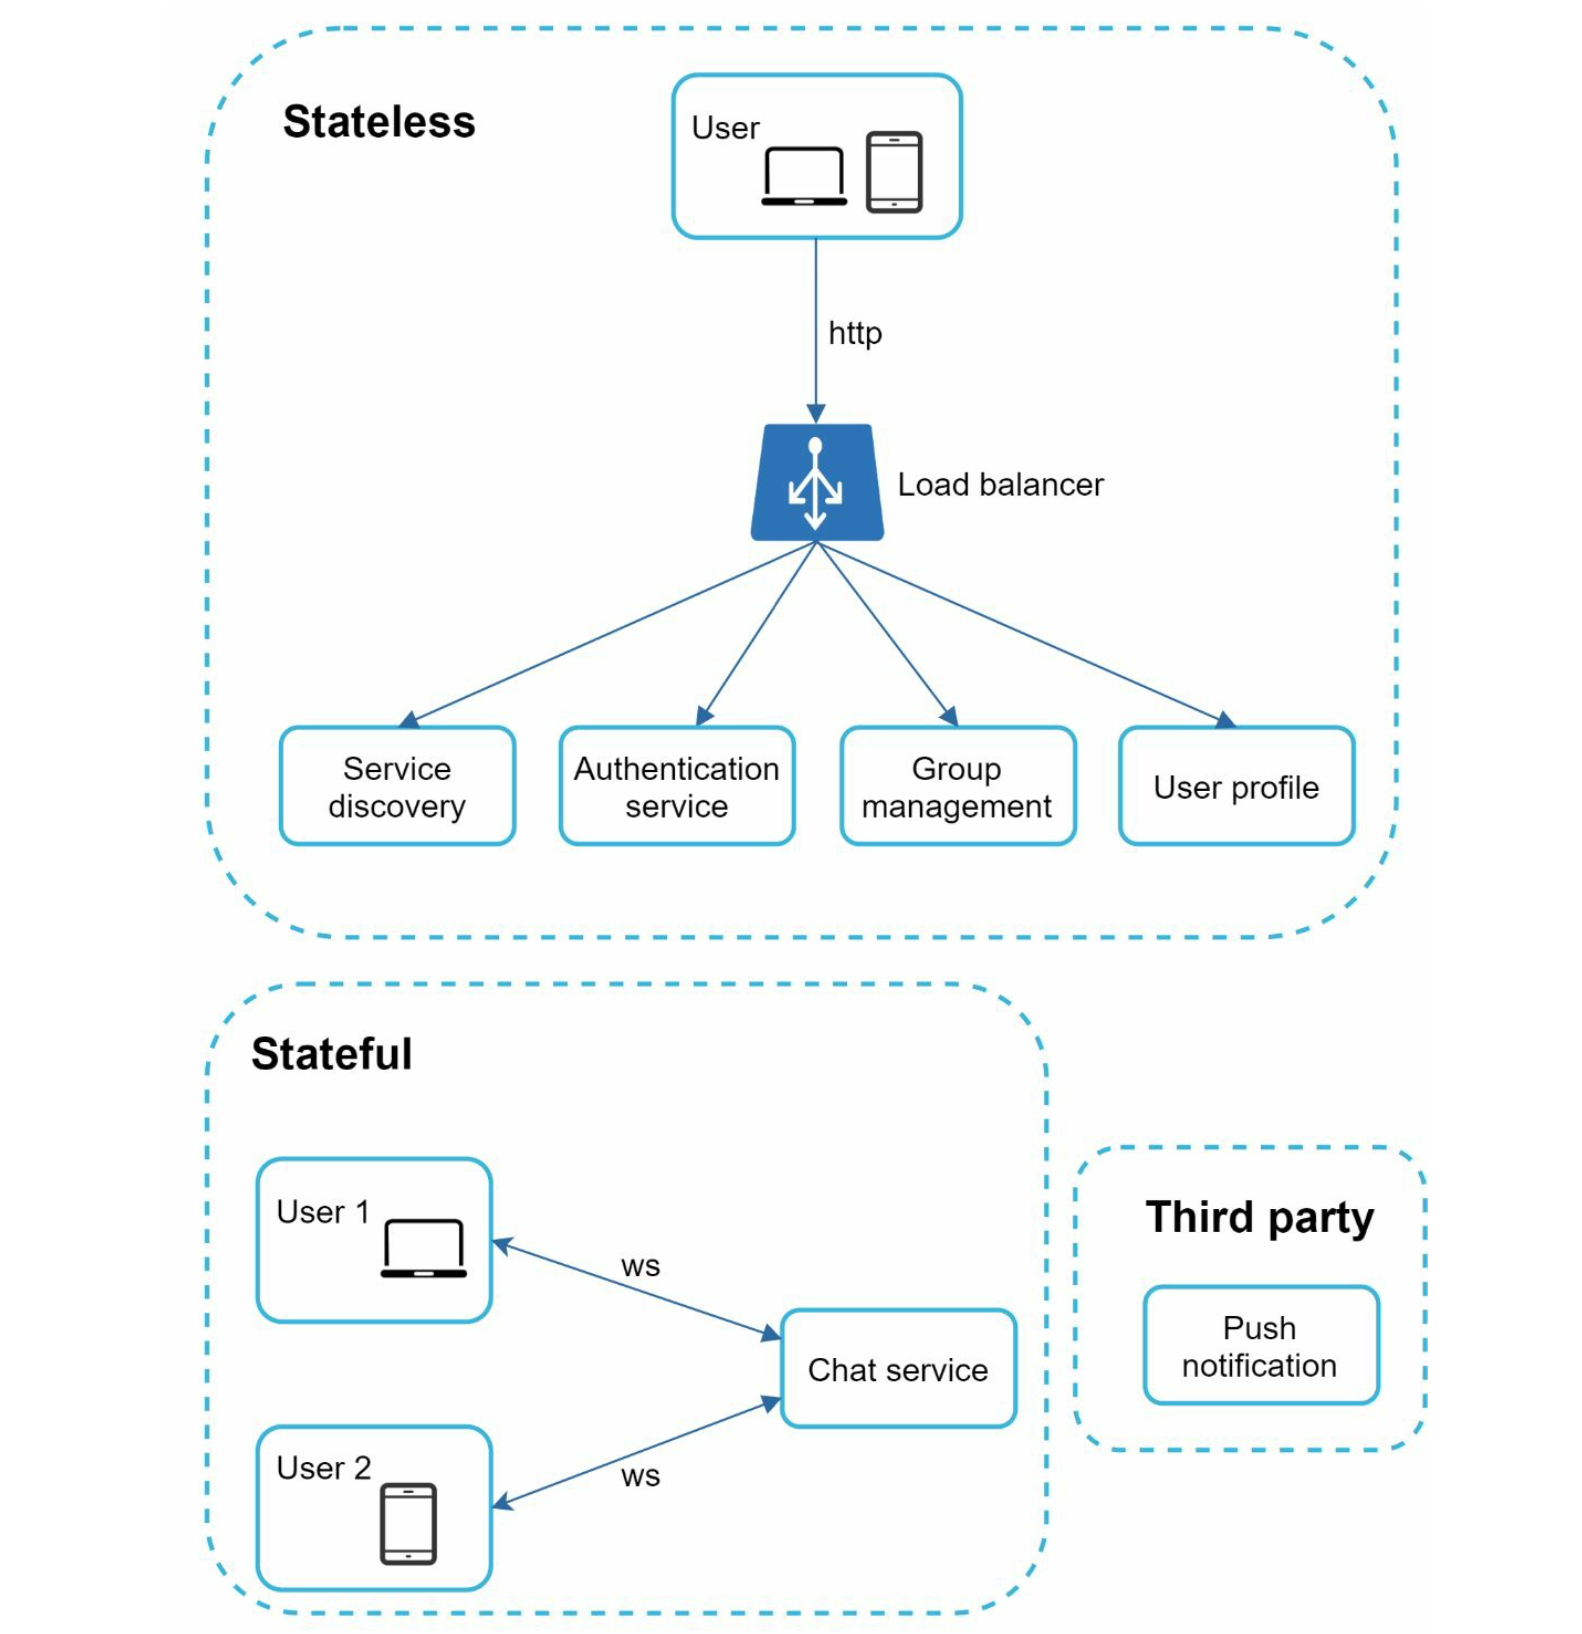 Stateless
User
http
Load balancer
Service
discovery
Authentication
service
Group
management
User profile
Stateful
User 1
ws
Chat service
User 2
ws
Third party
Push
notification